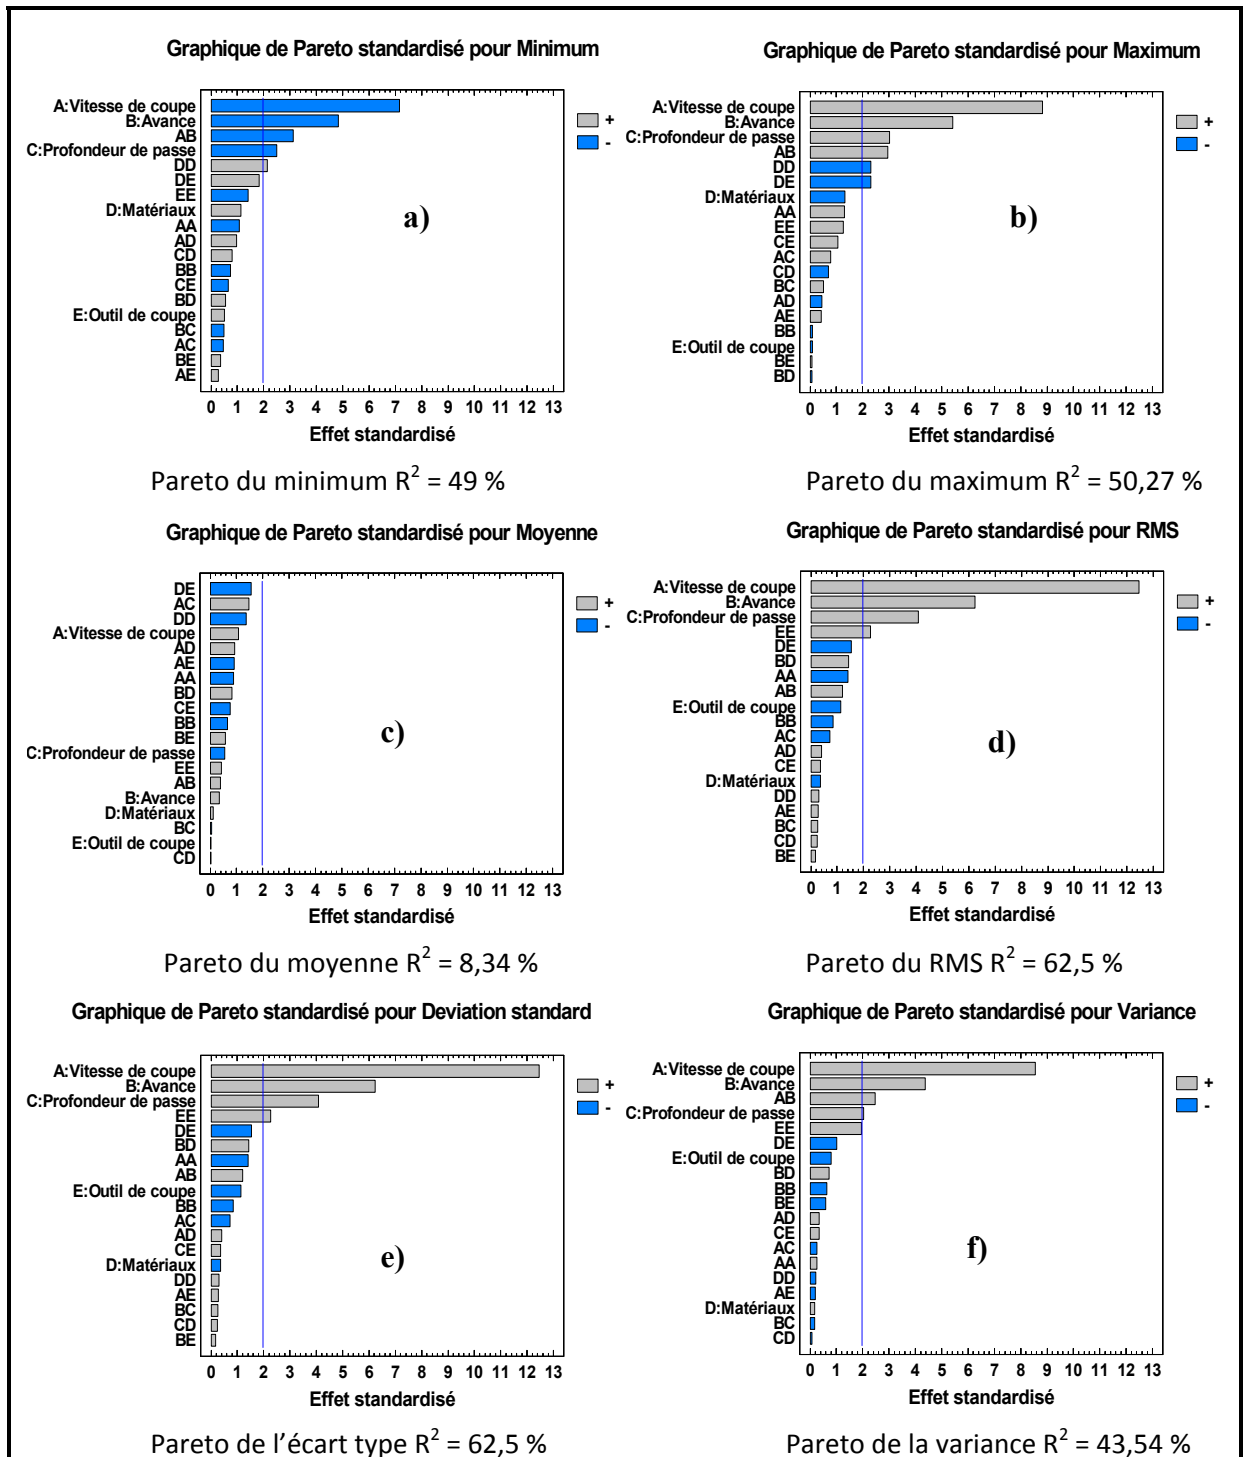 Graphique de Pareto standardisé pour Minimum
A:Vitesse de coupe
B:Avance
AB
C:Profondeur de passe
DD
DE
EE
D:Matériaux
AA
AD
CD
BB
CE
BD
E:Outil de coupe
BC
AC
BE
AE
+
-
a)
0 1 2 3 4 5 6 7 8 9 10 11 12 13
Effet standardisé
Pareto du minimum R² = 49 %
Graphique de Pareto standardisé pour Maximum
A:Vitesse de coupe
B:Avance
C:Profondeur de passe
AB
DD
DE
D:Matériaux
AA
EE
CE
AC
CD
BC
AD
AE
BB
E:Outil de coupe
BE
BD
+
-
b)
0 1 2 3 4 5 6 7 8 9 10 11 12 13
Effet standardisé
Pareto du maximum R² = 50,27 %
Graphique de Pareto standardisé pour Moyenne
DE
AC
DD
A:Vitesse de coupe
AD
AE
AA
BD
CE
BB
BE
C:Profondeur de passe
EE
AB
B:Avance
D:Matériaux
BC
E:Outil de coupe
CD
+
-
c)
0 1 2 3 4 5 6 7 8 9 10 11 12 13
Effet standardisé
Pareto du moyenne R² = 8,34 %
Graphique de Pareto standardisé pour RMS
A:Vitesse de coupe
B:Avance
C:Profondeur de passe
EE
DE
BD
AA
AB
E:Outil de coupe
BB
AC
AD
CE
D:Matériaux
DD
AE
BC
CD
BE
+
-
d)
0 1 2 3 4 5 6 7 8 9 10 11 12 13
Effet standardisé
Pareto du RMS R² = 62,5 %
Graphique de Pareto standardisé pour Deviation standard
A:Vitesse de coupe
B:Avance
C:Profondeur de passe
EE
DE
BD
AA
AB
E:Outil de coupe
BB
AC
AD
CE
D:Matériaux
DD
AE
BC
CD
BE
+
-
e)
0 1 2 3 4 5 6 7 8 9 10 11 12 13
Effet standardisé
Pareto de l’écart type R² = 62,5 %
Graphique de Pareto standardisé pour Variance
A:Vitesse de coupe
B:Avance
AB
C:Profondeur de passe
EE
DE
E:Outil de coupe
BD
BB
BE
AD
CE
AC
AA
DD
AE
D:Matériaux
BC
CD
+
-
f)
0 1 2 3 4 5 6 7 8 9 10 11 12 13
Effet standardisé
Pareto de la variance R² = 43,54 %